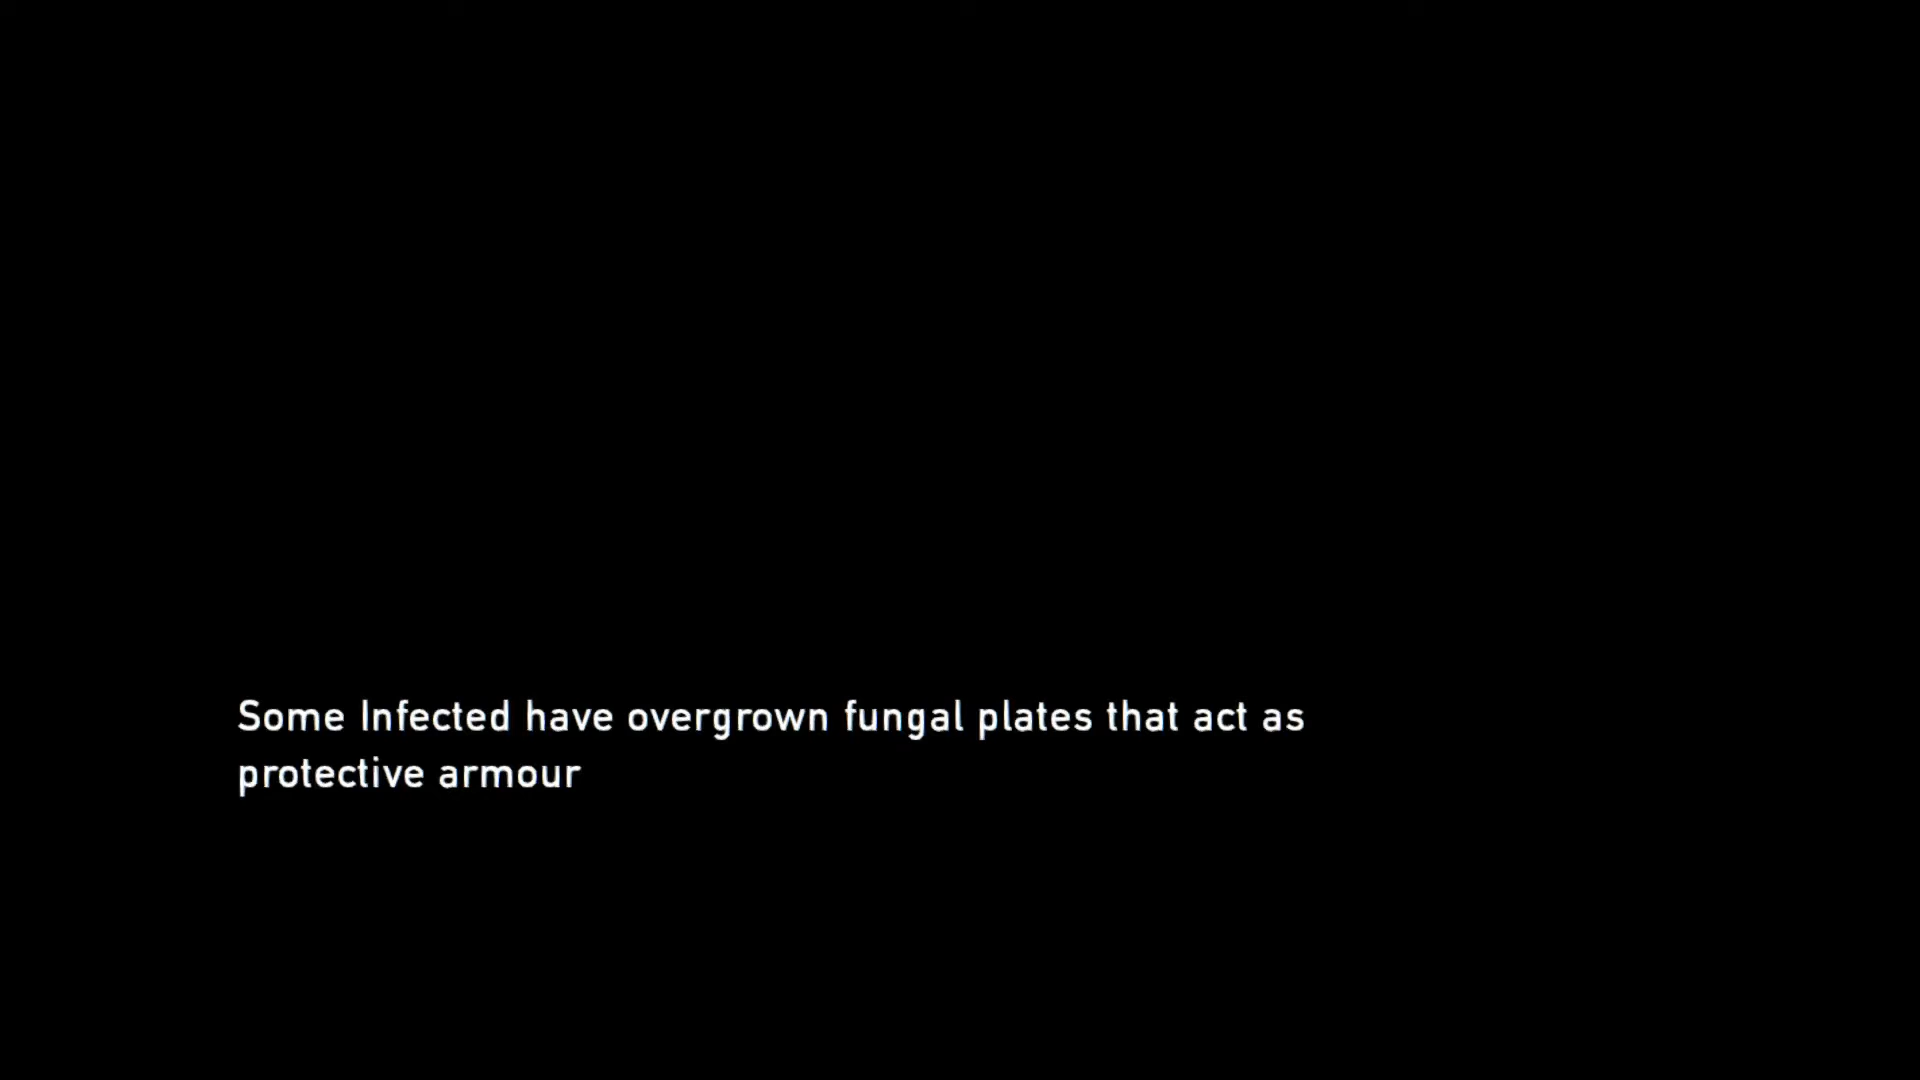 Some Infected have overgrown fungal plates that act as
protective armour